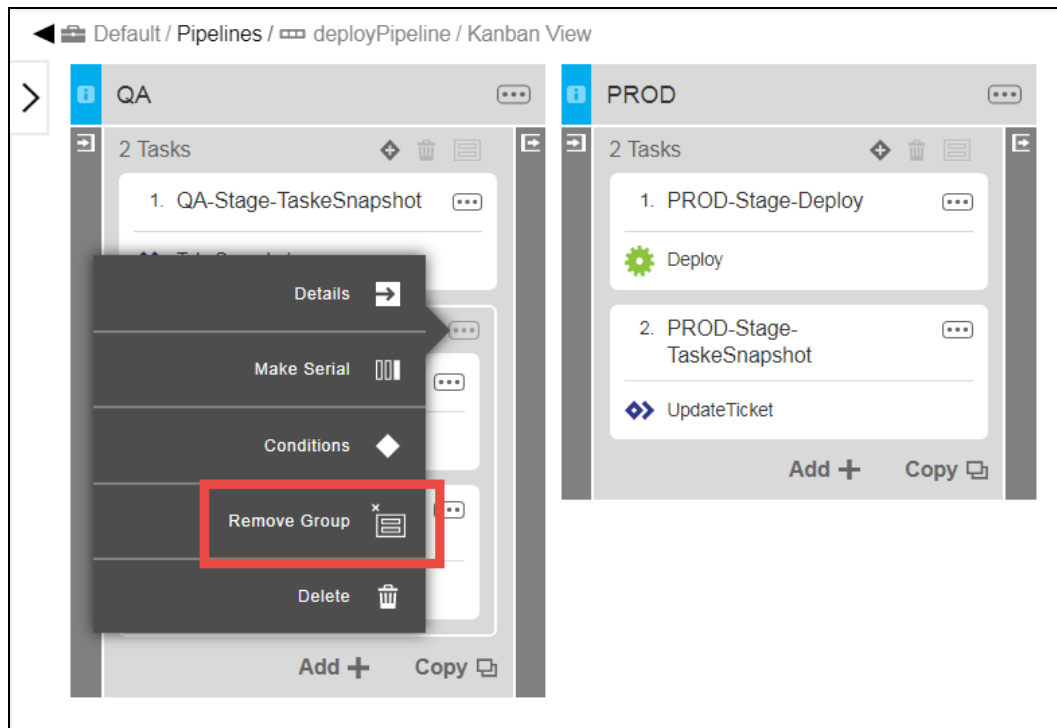 Default / Pipelines / deployPipeline / Kanban View
QA
2 Tasks
1. QA-Stage-TaskeSnapshot
Details
Make Serial
Conditions
Remove Group
Delete
Add
Copy
PROD
2 Tasks
1. PROD-Stage-Deploy
Deploy
2. PROD-Stage-
TaskeSnapshot
UpdateTicket
Add
Copy